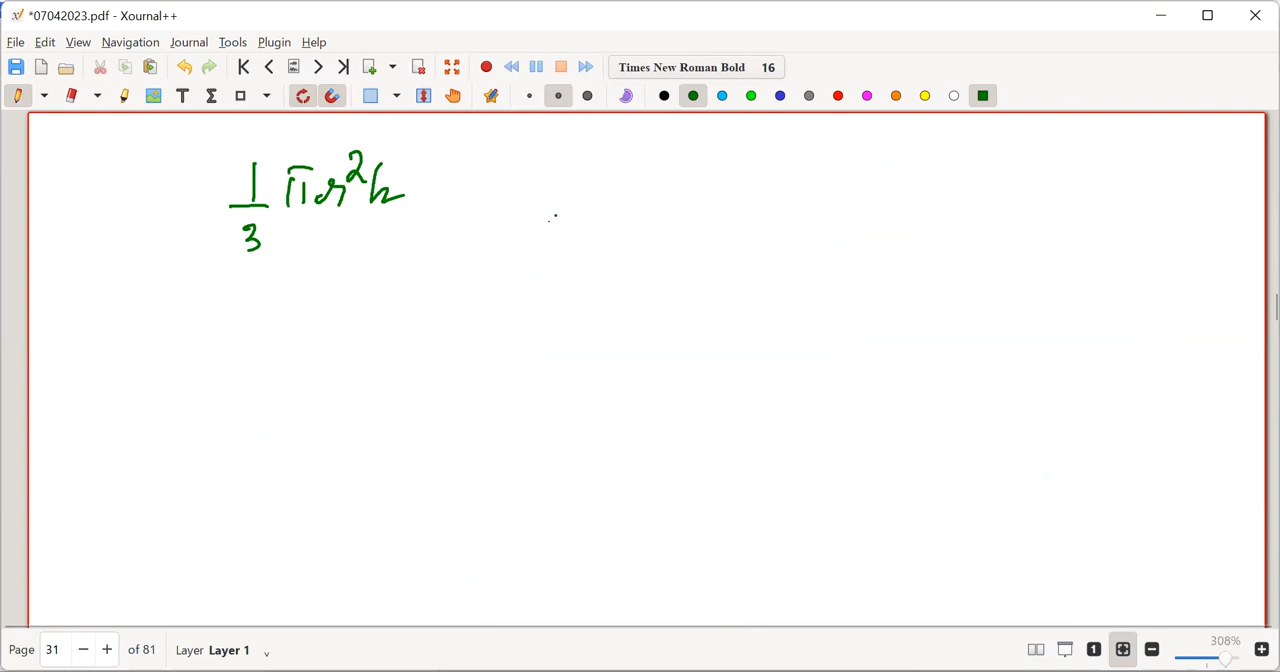 *07042023.pdf - Xournal++
File Edit View Navigation Journal Tools Plugin Help
Times New Roman Bold 16
1/3 πr²h
Page 31 of 81 Layer Layer 1 308%